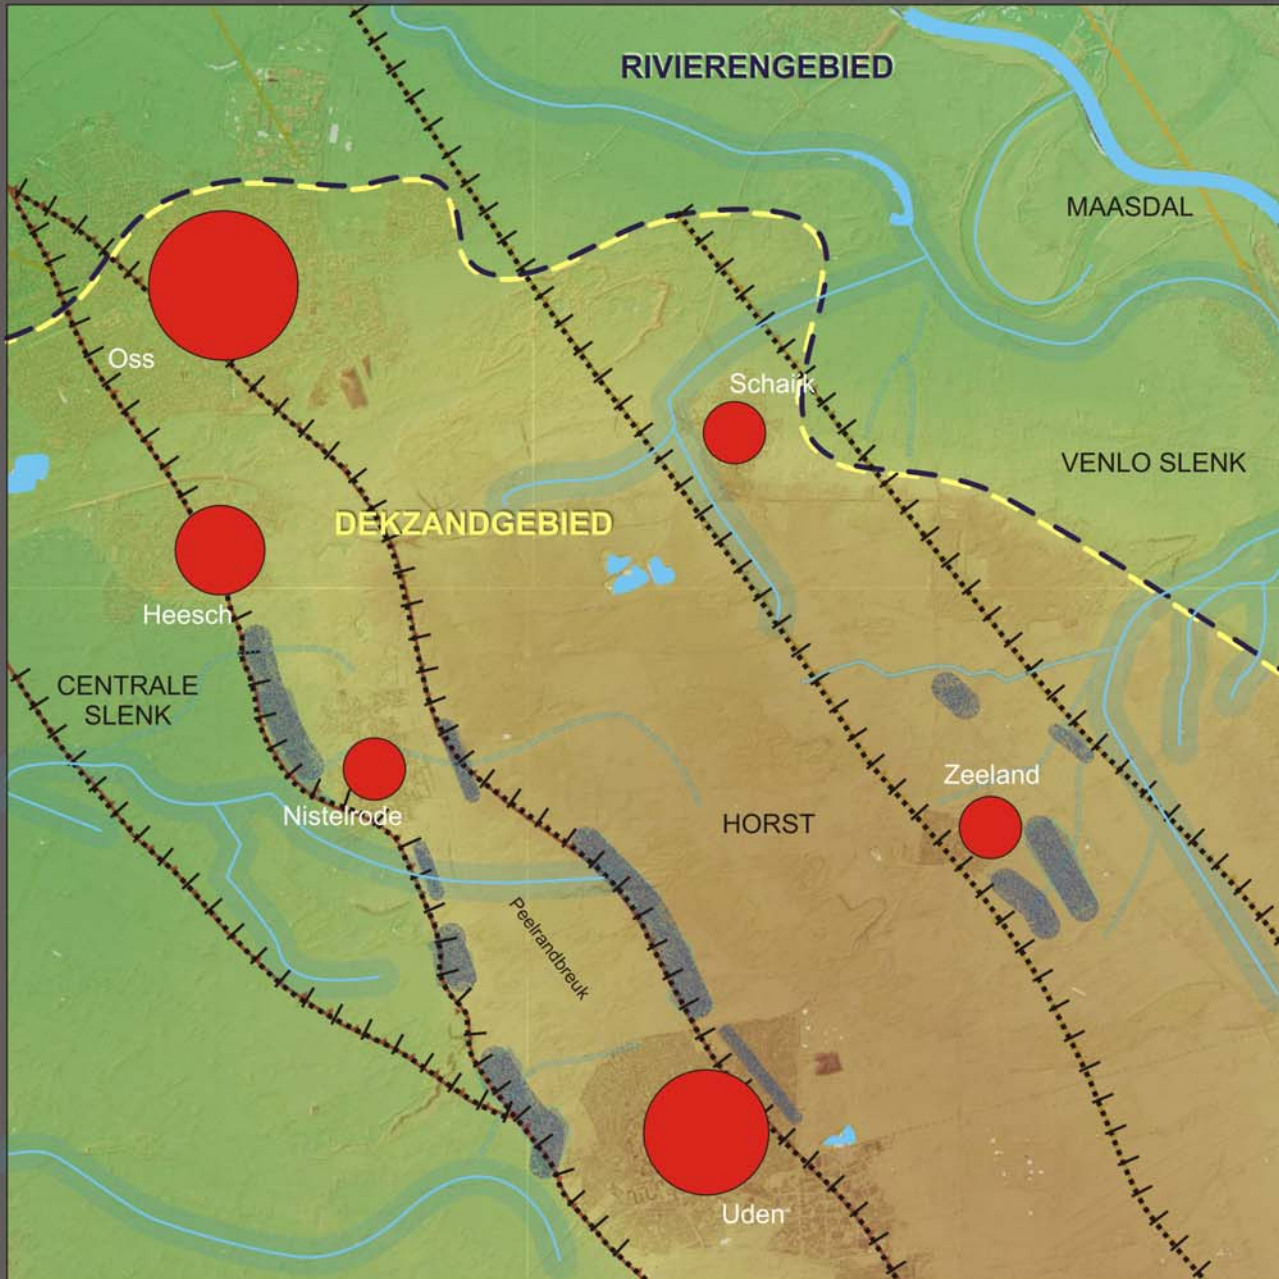 RIVIERENGEBIED
MAASDAL
Oss
Schaijk
VENLO SLENK
DEKZANDGEBIED
Heesch
CENTRALE
SLENK
Zeeland
Nistelrode
HORST
Peelrandbreuk
Uden